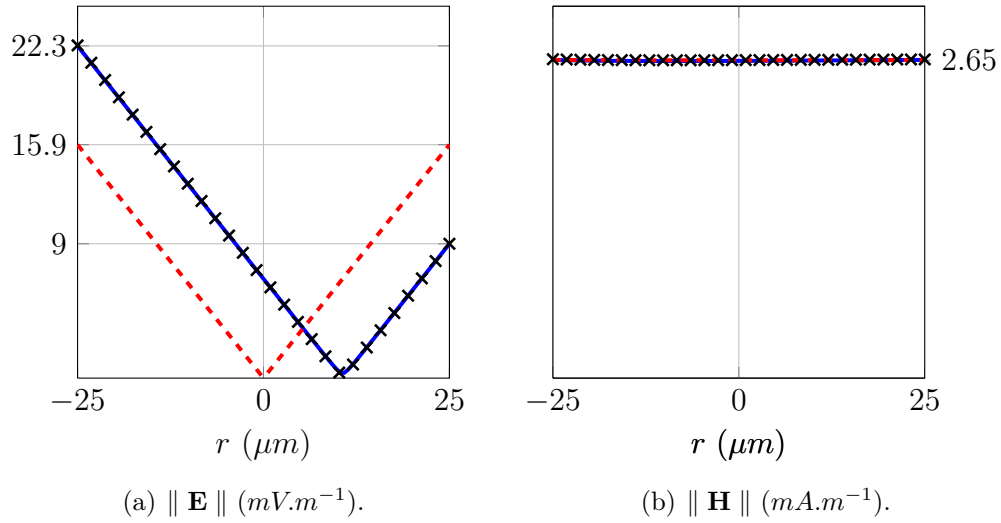 22.3
15.9
9
−25
0
25
r (μm)
(a) ∥ E ∥ (mV.m⁻¹).
2.65
−25
0
25
r (μm)
(b) ∥ H ∥ (mA.m⁻¹).